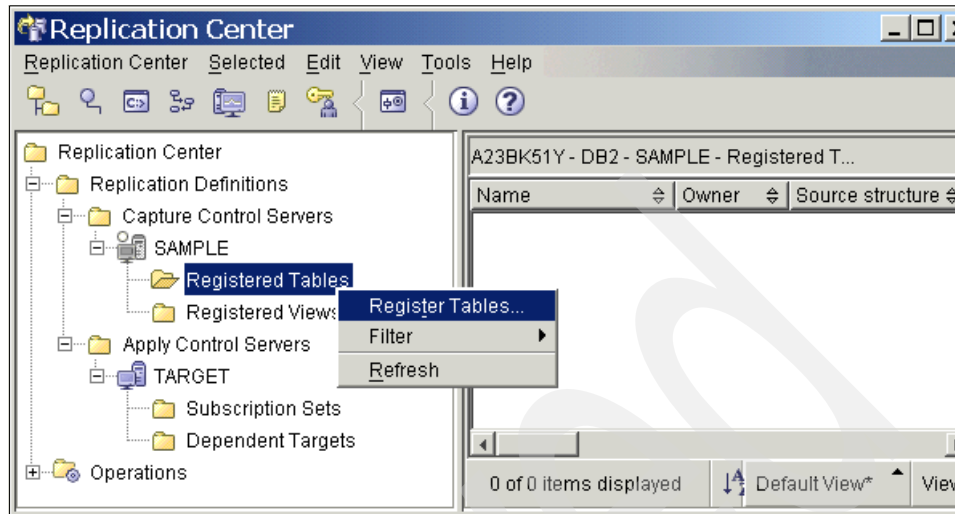 Replication Center
Replication Center Selected Edit View Tools Help
Replication Center
Replication Definitions
Capture Control Servers
SAMPLE
Registered Tables
Registered Views
Apply Control Servers
TARGET
Subscription Sets
Dependent Targets
Operations
Register Tables...
Filter
Refresh
A23BK51Y - DB2 - SAMPLE - Registered T...
Name Owner Source structure
0 of 0 items displayed Default View* View